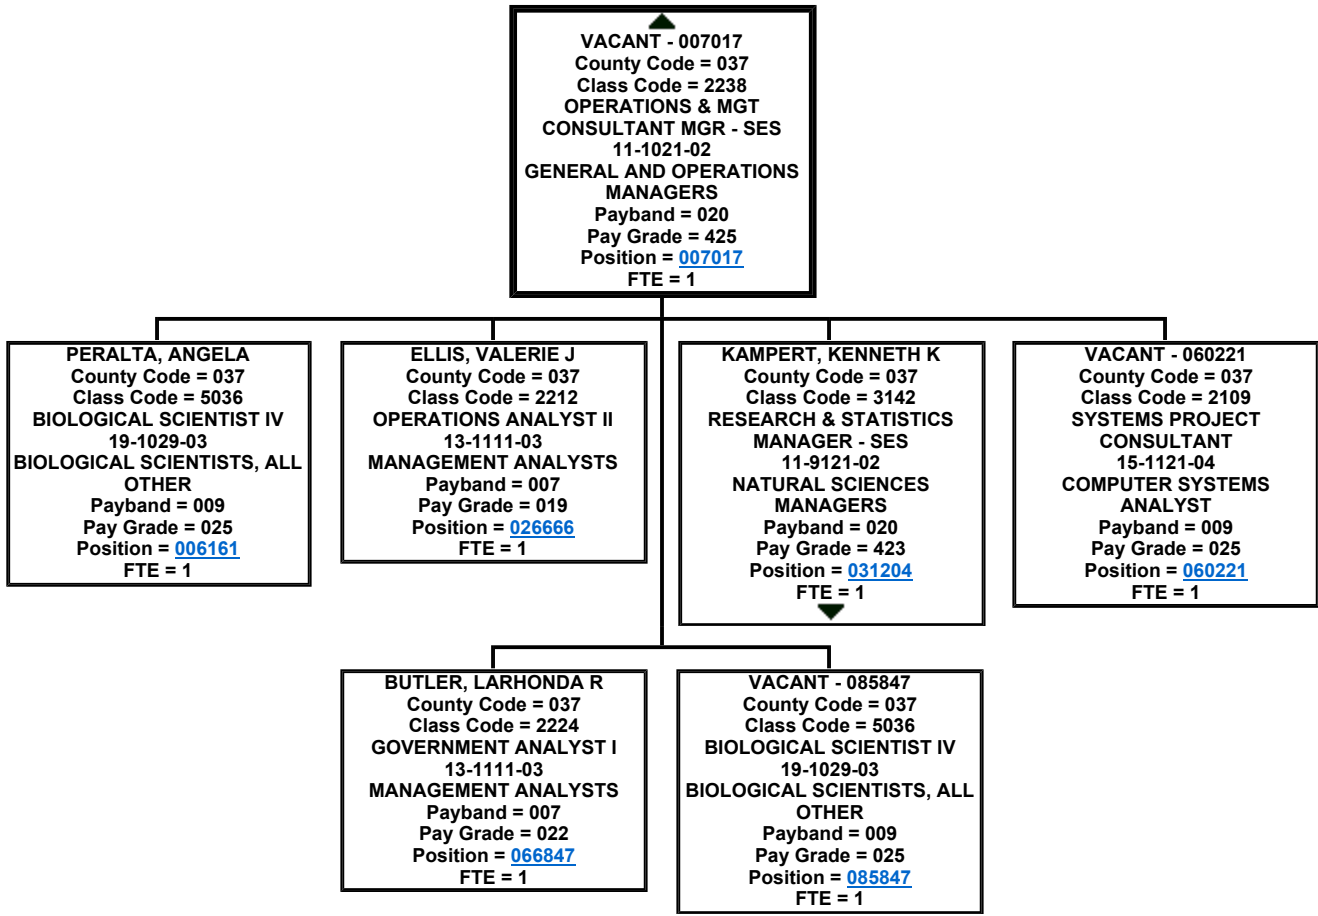 VACANT - 007017
County Code = 037
Class Code = 2238
OPERATIONS & MGT
CONSULTANT MGR - SES
11-1021-02
GENERAL AND OPERATIONS
MANAGERS
Payband = 020
Pay Grade = 425
Position = 007017
FTE = 1
PERALTA, ANGELA
County Code = 037
Class Code = 5036
BIOLOGICAL SCIENTIST IV
19-1029-03
BIOLOGICAL SCIENTISTS, ALL
OTHER
Payband = 009
Pay Grade = 025
Position = 006161
FTE = 1
ELLIS, VALERIE J
County Code = 037
Class Code = 2212
OPERATIONS ANALYST II
13-1111-03
MANAGEMENT ANALYSTS
Payband = 007
Pay Grade = 019
Position = 026666
FTE = 1
KAMPERT, KENNETH K
County Code = 037
Class Code = 3142
RESEARCH & STATISTICS
MANAGER - SES
11-9121-02
NATURAL SCIENCES
MANAGERS
Payband = 020
Pay Grade = 423
Position = 031204
FTE = 1
VACANT - 060221
County Code = 037
Class Code = 2109
SYSTEMS PROJECT
CONSULTANT
15-1121-04
COMPUTER SYSTEMS
ANALYST
Payband = 009
Pay Grade = 025
Position = 060221
FTE = 1
BUTLER, LARHONDA R
County Code = 037
Class Code = 2224
GOVERNMENT ANALYST I
13-1111-03
MANAGEMENT ANALYSTS
Payband = 007
Pay Grade = 022
Position = 066847
FTE = 1
VACANT - 085847
County Code = 037
Class Code = 5036
BIOLOGICAL SCIENTIST IV
19-1029-03
BIOLOGICAL SCIENTISTS, ALL
OTHER
Payband = 009
Pay Grade = 025
Position = 085847
FTE = 1